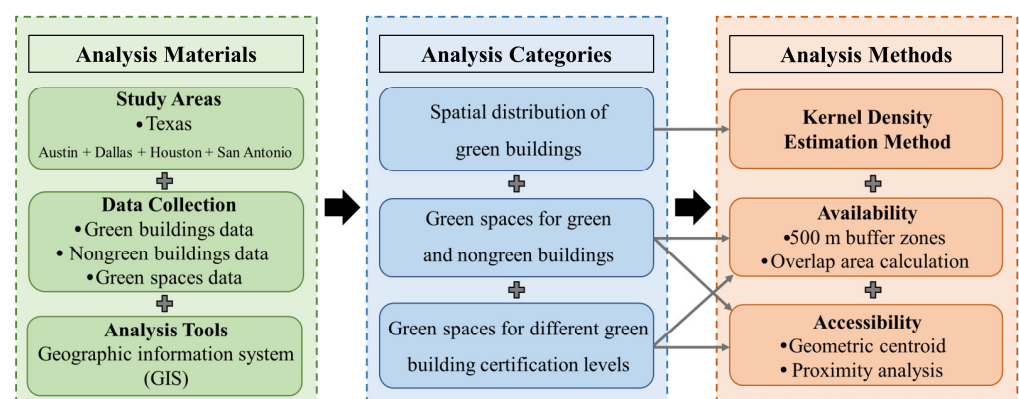 Analysis Materials
Study Areas
•Texas
Austin + Dallas + Houston + San Antonio
Data Collection
•Green buildings data
•Nongreen buildings data
•Green spaces data
Analysis Tools
Geographic information system
(GIS)
Analysis Categories
Spatial distribution of
green buildings
Green spaces for green
and nongreen buildings
Green spaces for different green
building certification levels
Analysis Methods
Kernel Density
Estimation Method
Availability
•500 m buffer zones
•Overlap area calculation
Accessibility
•Geometric centroid
•Proximity analysis